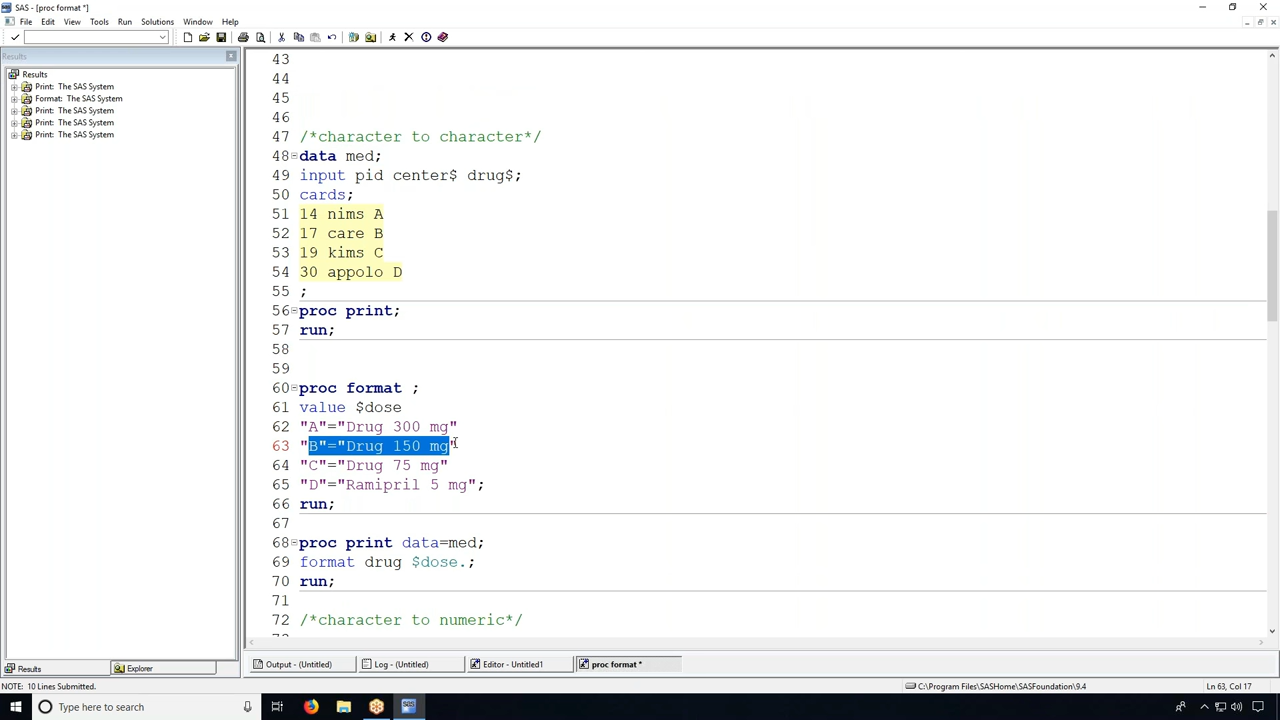 SAS - [proc format *]
File Edit View Tools Run Solutions Window Help
Results
Results
Print: The SAS System
Format: The SAS System
Print: The SAS System
Print: The SAS System
Print: The SAS System
43
44
45
46
47 /*character to character*/
48 data med;
49 input pid center$ drug$;
50 cards;
51 14 nims A
52 17 care B
53 19 kims C
54 30 appolo D
55 ;
56 proc print;
57 run;
58
59
60 proc format ;
61 value $dose
62 "A"="Drug 300 mg"
63 "B"="Drug 150 mg"
64 "C"="Drug 75 mg"
65 "D"="Ramipril 5 mg";
66 run;
67
68 proc print data=med;
69 format drug $dose.;
70 run;
71
72 /*character to numeric*/
Results Explorer
Output - (Untitled) Log - (Untitled) Editor - Untitled1 proc format *
NOTE: 10 Lines Submitted. C:\Program Files\SASHome\SASFoundation\9.4 Ln 63, Col 17
Type here to search SAS ENG